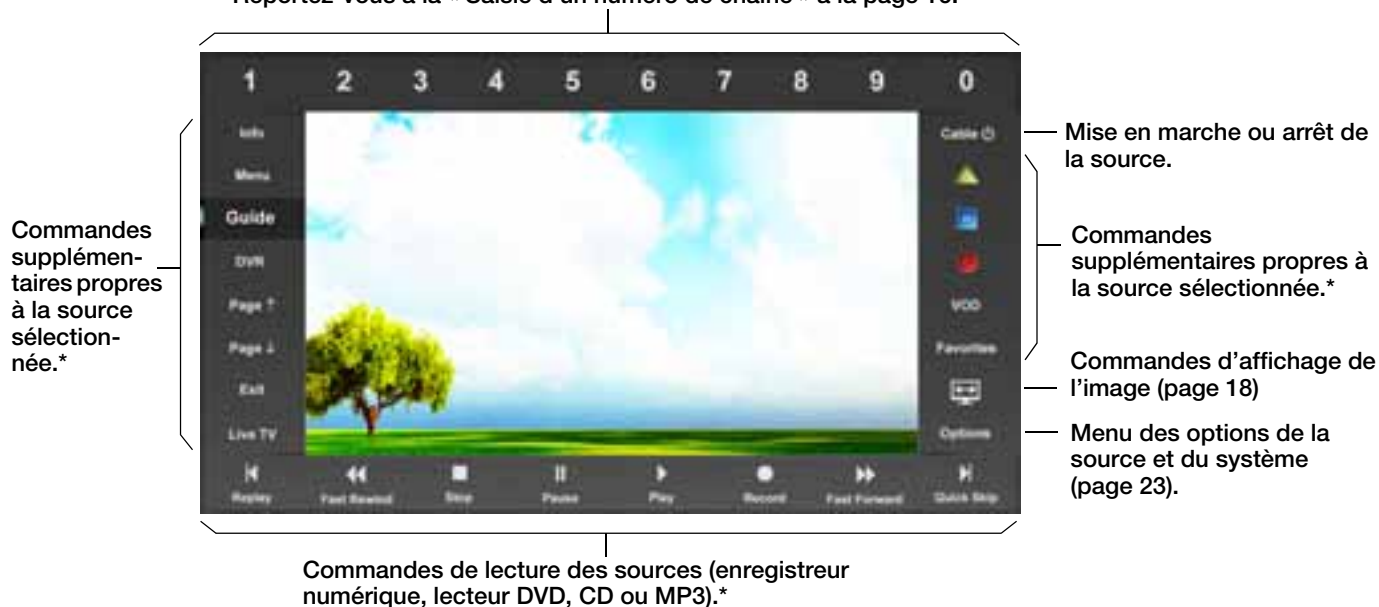 1 2 3 4 5 6 7 8 9 0
Info
Menu
Guide
DVR
Page ↑
Page ↓
Exit
Live TV
Cable
VOD
Favorites
Options
Replay Fast Rewind Stop Pause Play Record Fast Forward Quick Skip
Commandes
supplémen-
taires propres
à la source
sélection-
née.*
Mise en marche ou arrêt de
la source.
Commandes
supplémentaires propres à
la source sélectionnée.*
Commandes d’affichage de
l’image (page 18)
Menu des options de la
source et du système
(page 23).
Commandes de lecture des sources (enregistreur
numérique, lecteur DVD, CD ou MP3).*